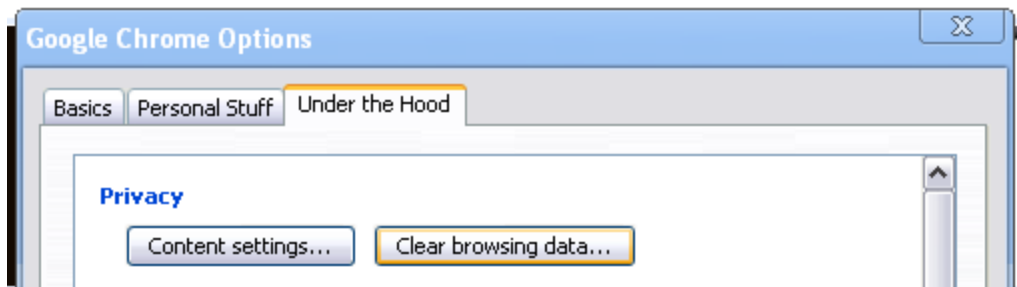 Google Chrome Options
Basics Personal Stuff Under the Hood
Privacy
Content settings... Clear browsing data...